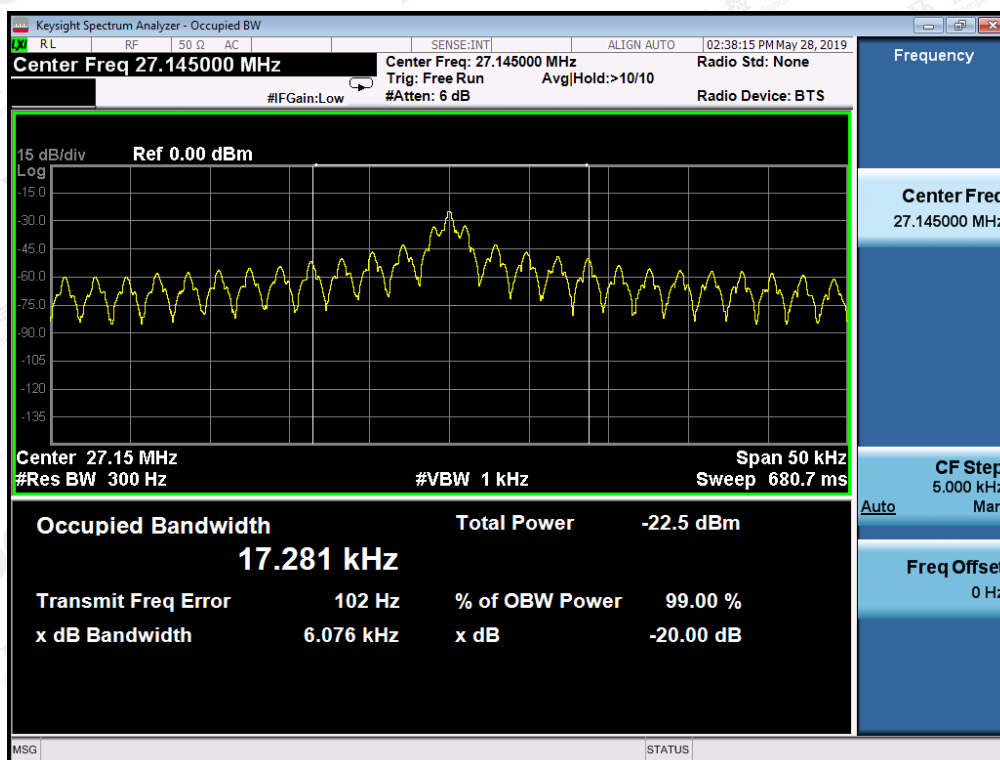 Keysight Spectrum Analyzer - Occupied BW
LXI RL RF 50 Ω AC SENSE:INT ALIGN AUTO 02:38:15 PM May 28, 2019
Center Freq 27.145000 MHz
Center Freq: 27.145000 MHz Radio Std: None
Trig: Free Run Avg|Hold:>10/10
#IFGain:Low #Atten: 6 dB Radio Device: BTS
15 dB/div Ref 0.00 dBm
Log
-15.0
-30.0
-45.0
-60.0
-75.0
-90.0
-105
-120
-135
Center 27.15 MHz Span 50 kHz
#Res BW 300 Hz #VBW 1 kHz Sweep 680.7 ms
Occupied Bandwidth Total Power -22.5 dBm
17.281 kHz
Transmit Freq Error 102 Hz % of OBW Power 99.00 %
x dB Bandwidth 6.076 kHz x dB -20.00 dB
MSG STATUS
Frequency
Center Freq
27.145000 MHz
CF Step
5.000 kHz
Auto Man
Freq Offset
0 Hz